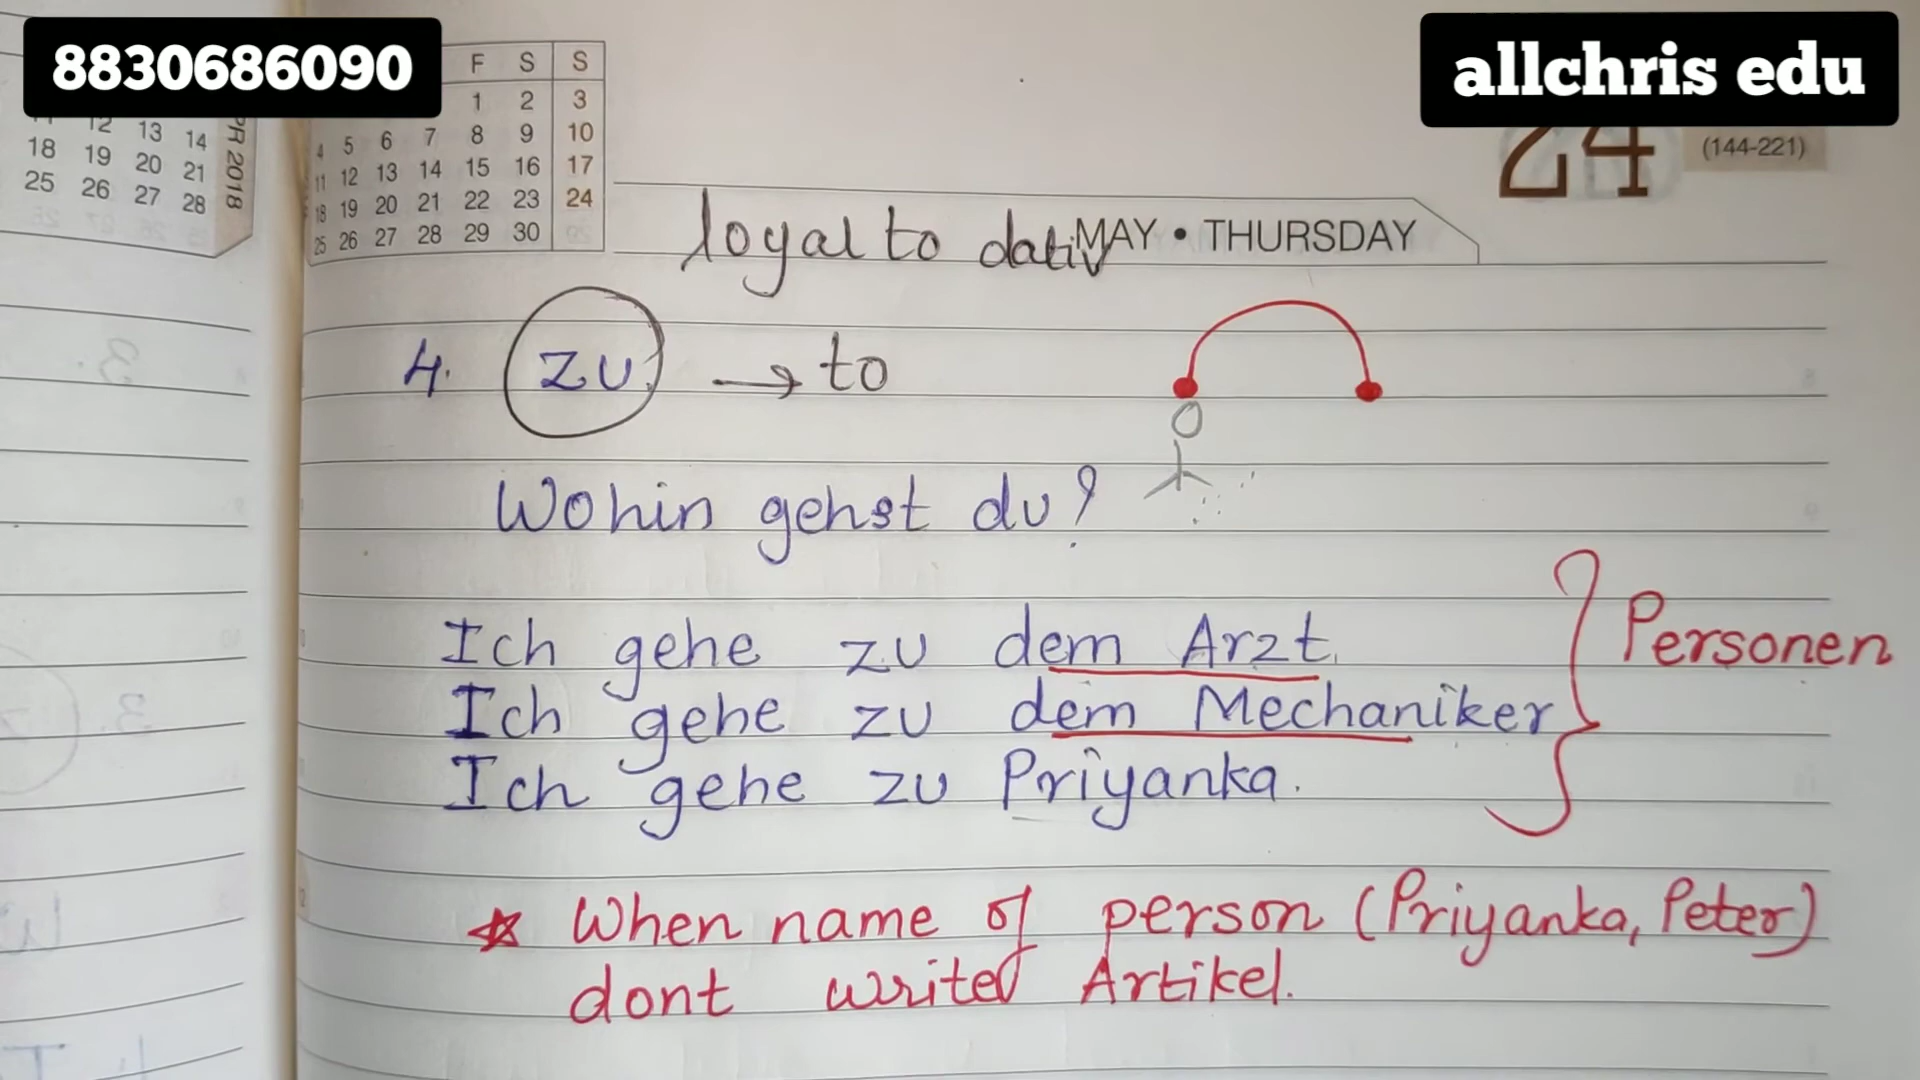 8830686090
allchris edu
F S S
1 2 3
4 5 6 7 8 9 10
11 12 13 14 15 16 17
18 19 20 21 22 23 24
25 26 27 28 29 30
12 13 14
18 19 20 21
25 26 27 28
PR 2018
24
(144-221)
MAY • THURSDAY
loyal to dativ
4. zu → to
Wohin gehst du?
Ich gehe zu dem Arzt.
Ich gehe zu dem Mechaniker
Ich gehe zu Priyanka.
Personen
When name of person (Priyanka, Peter)
dont write Artikel.